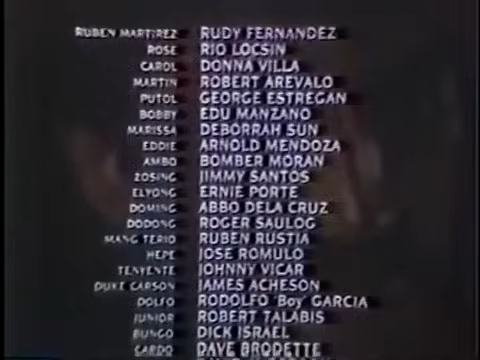 RUBEN MARTIREZ RUDY FERNANDEZ
ROSE RIO LOCSIN
CAROL DONNA VILLA
MARTIN ROBERT AREVALO
PUTOL GEORGE ESTREGAN
BOBBY EDU MANZANO
MARISSA DEBORRAH SUN
EDDIE ARNOLD MENDOZA
AMBO BOMBER MORAN
ZOSING JIMMY SANTOS
ELYONG ERNIE PORTE
DOMING ABBO DELA CRUZ
DODONG ROGER SAULOG
MANG TERIO RUBEN RUSTIA
HEPE JOSE ROMULO
TENYENTE JOHNNY VICAR
DUKE CARSON JAMES ACHESON
DOLFO RODOLFO 'Boy' GARCIA
JUNIOR ROBERT TALABIS
BUNGO DICK ISRAEL
CARDO DAVE BRODETTE